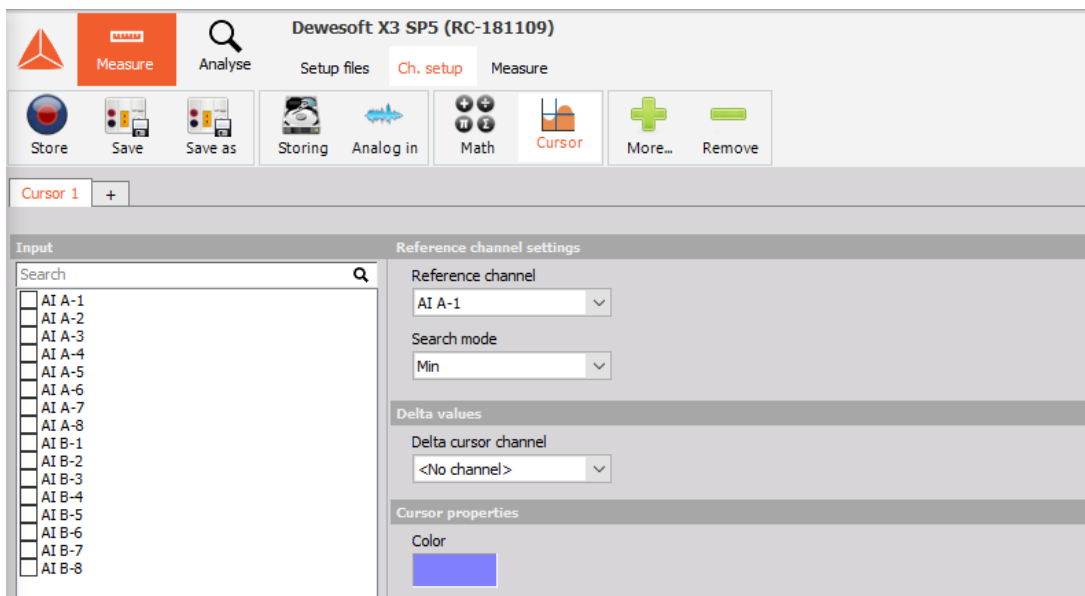 Dewesoft X3 SP5 (RC-181109)
Measure
Analyse
Setup files Ch. setup Measure
Store Save Save as Storing Analog in Math Cursor More... Remove
Cursor 1 +
Input
Search
AI A-1
AI A-2
AI A-3
AI A-4
AI A-5
AI A-6
AI A-7
AI A-8
AI B-1
AI B-2
AI B-3
AI B-4
AI B-5
AI B-6
AI B-7
AI B-8
Reference channel settings
Reference channel
AI A-1
Search mode
Min
Delta values
Delta cursor channel
<No channel>
Cursor properties
Color